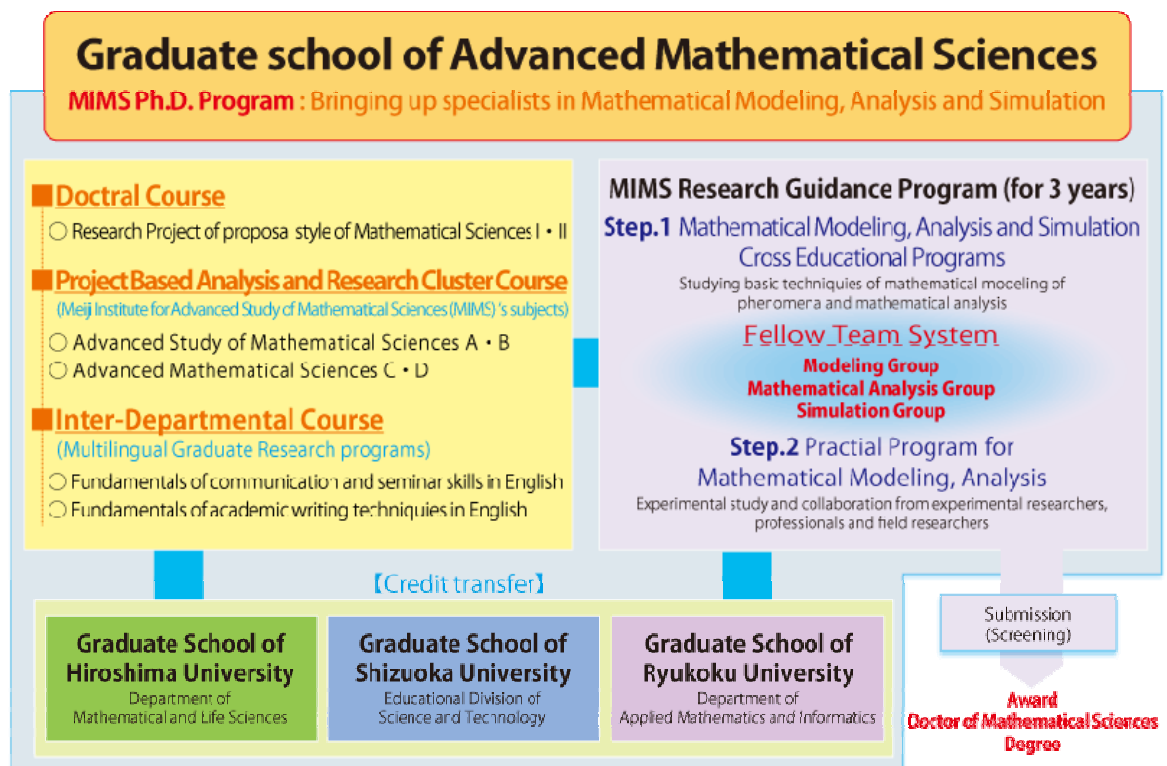 Graduate school of Advanced Mathematical Sciences
MIMS Ph.D. Program : Bringing up specialists in Mathematical Modeling, Analysis and Simulation
Doctral Course
○ Research Project of proposa style of Mathematical Sciences I・II
Project Based Analysis and Research Cluster Course
(Meiji Institute for Advanced Study of Mathematical Sciences (MIMS) 's subjects)
○ Advanced Study of Mathematical Sciences A・B
○ Advanced Mathematical Sciences C・D
Inter-Departmental Course
(Multilingual Graduate Research programs)
○ Fundamentals of communication and seminar skills in English
○ Fundamentals of academic writing techniquies in English
MIMS Research Guidance Program (for 3 years)
Step.1 Mathematical Modeling, Analysis and Simulation
Cross Educational Programs
Studying basic techniques of mathematical moceling of
pheromera and mathematical analysis
Fellow Team System
Modeling Group
Mathematical Analysis Group
Simulation Group
Step.2 Practial Program for
Mathematical Modeling, Analysis
Experimental study and collaboration from experimental researchers,
professionals and field researchers
【Credit transfer】
Graduate School of
Hiroshima University
Department of
Mathematical and Life Sciences
Graduate School of
Shizuoka University
Educational Division of
Science and Technology
Graduate School of
Ryukoku University
Department of
Applied Mathematics and Informatics
Submission
(Screening)
Award
Doctor of Mathematical Sciences
Degree